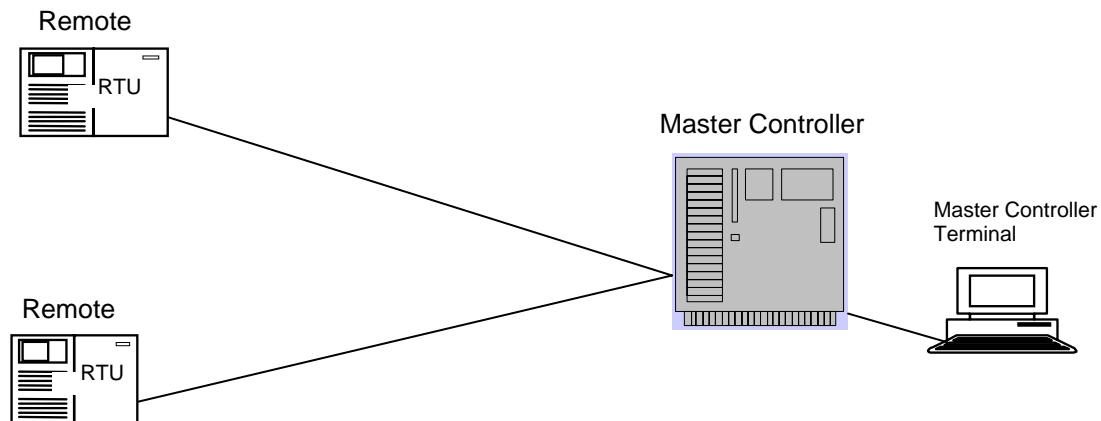 Remote
RTU
Master Controller
Master Controller
Terminal
Remote
RTU